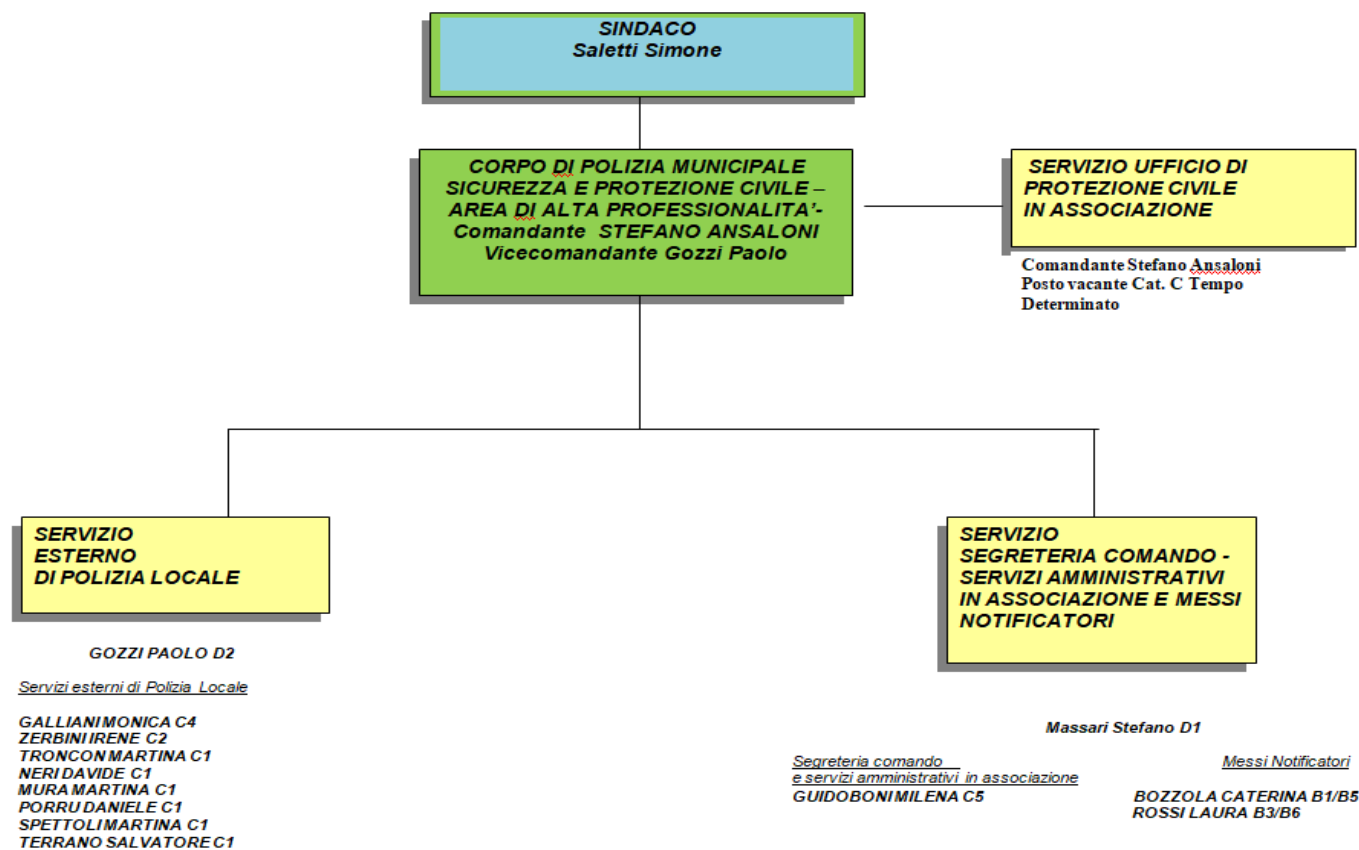 SINDACO
Saletti Simone
CORPO DI POLIZIA MUNICIPALE
SICUREZZA E PROTEZIONE CIVILE –
AREA DI ALTA PROFESSIONALITA’-
Comandante STEFANO ANSALONI
Vicecomandante Gozzi Paolo
SERVIZIO UFFICIO DI
PROTEZIONE CIVILE
IN ASSOCIAZIONE
Comandante Stefano Ansaloni
Posto vacante Cat. C Tempo
Determinato
SERVIZIO
ESTERNO
DI POLIZIA LOCALE
GOZZI PAOLO D2
Servizi esterni di Polizia Locale
GALLIANI MONICA C4
ZERBINI IRENE C2
TRONCON MARTINA C1
NERI DAVIDE C1
MURA MARTINA C1
PORRU DANIELE C1
SPETTOLI MARTINA C1
TERRANO SALVATORE C1
SERVIZIO
SEGRETERIA COMANDO -
SERVIZI AMMINISTRATIVI
IN ASSOCIAZIONE E MESSI
NOTIFICATORI
Massari Stefano D1
Segreteria comando
e servizi amministrativi in associazione
GUIDOBONI MILENA C5
Messi Notificatori
BOZZOLA CATERINA B1/B5
ROSSI LAURA B3/B6